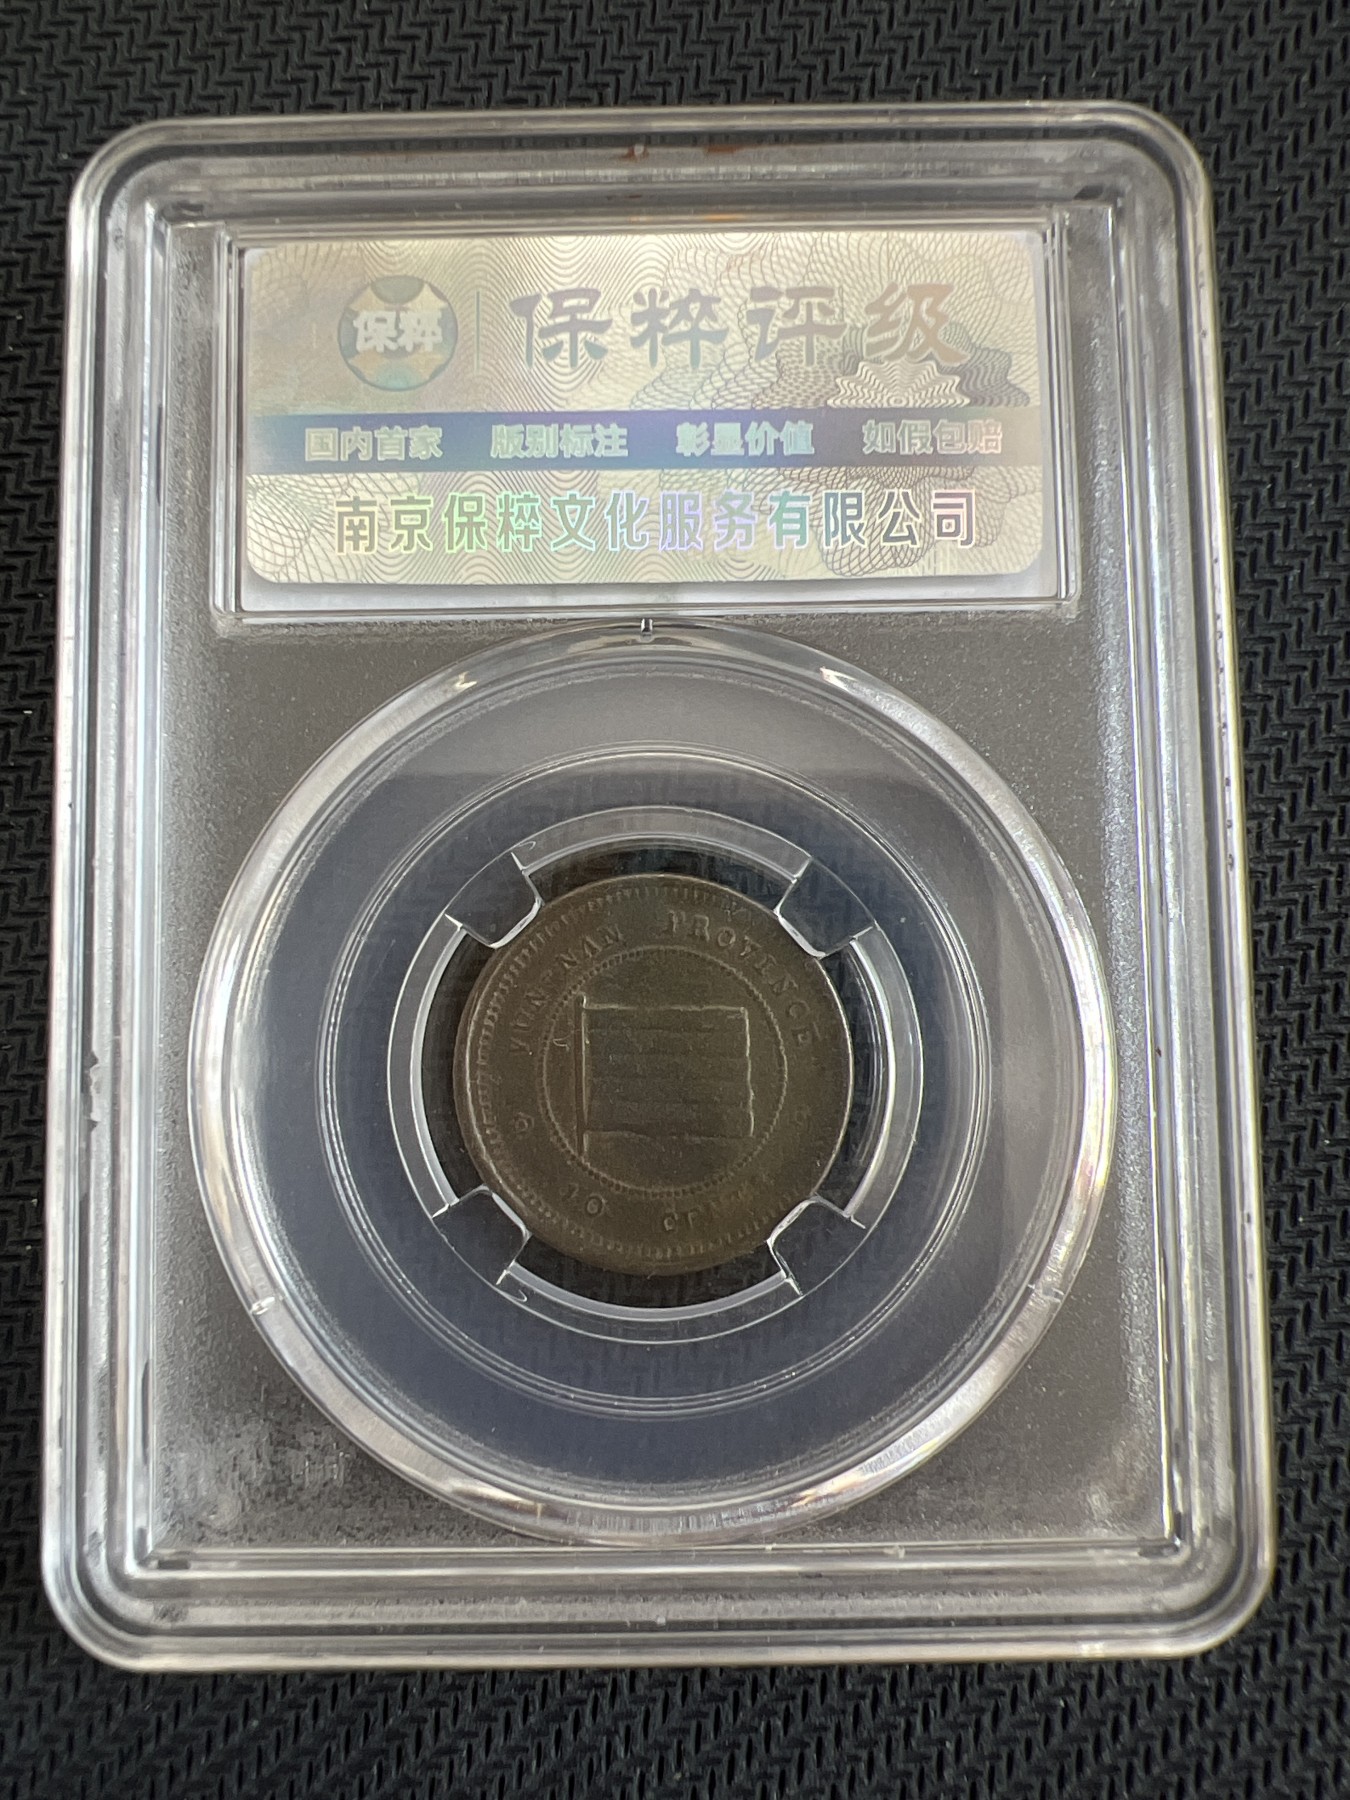 保粹 保粹评级
国内首家 版别标注 彰显价值 如假包赔
南京保粹文化服务有限公司
YUN-NAN PROVINCE
10 CENTS